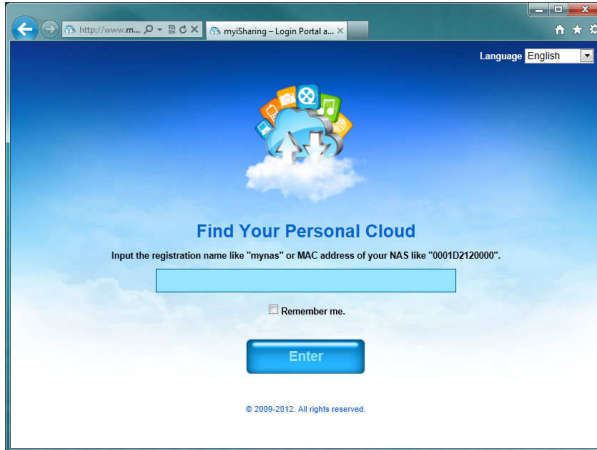 http://www.m...
myiSharing – Login Portal a...
Language English
Find Your Personal Cloud
Input the registration name like "mynas" or MAC address of your NAS like "0001D2120000".
Remember me.
Enter
© 2009-2012. All rights reserved.